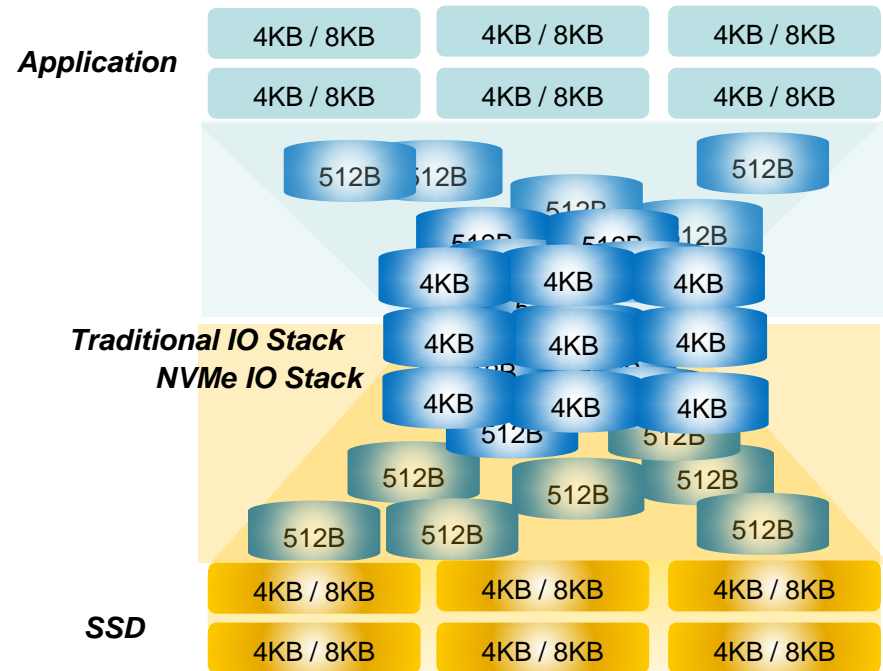 4KB / 8KB 4KB / 8KB 4KB / 8KB
Application
4KB / 8KB 4KB / 8KB 4KB / 8KB
512B 512B 512B
512B
512B 512B 512B
4KB 4KB 4KB
Traditional IO Stack 4KB 4KB 4KB
NVMe IO Stack
4KB 4KB 4KB
512B 512B
512B 512B 512B
512B 512B 512B
4KB / 8KB 4KB / 8KB 4KB / 8KB
SSD
4KB / 8KB 4KB / 8KB 4KB / 8KB